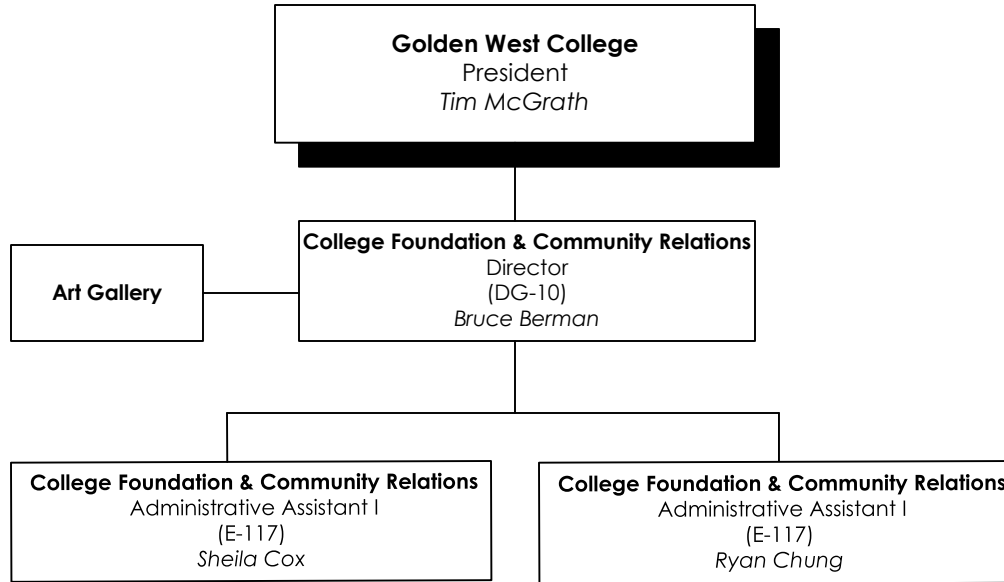 Golden West College
President
Tim McGrath
College Foundation & Community Relations
Director
(DG-10)
Bruce Berman
Art Gallery
College Foundation & Community Relations
Administrative Assistant I
(E-117)
Sheila Cox
College Foundation & Community Relations
Administrative Assistant I
(E-117)
Ryan Chung